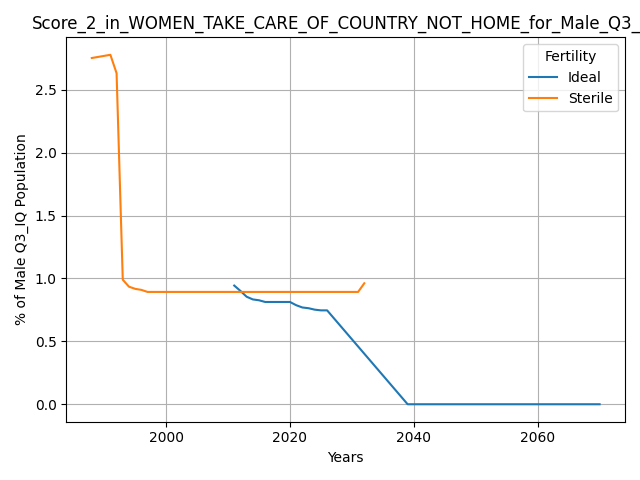 Score_2_in_WOMEN_TAKE_CARE_OF_COUNTRY_NOT_HOME_for_Male_Q3_
Fertility
Ideal
Sterile
% of Male Q3_IQ Population
2.5
2.0
1.5
1.0
0.5
0.0
2000
2020
2040
2060
Years